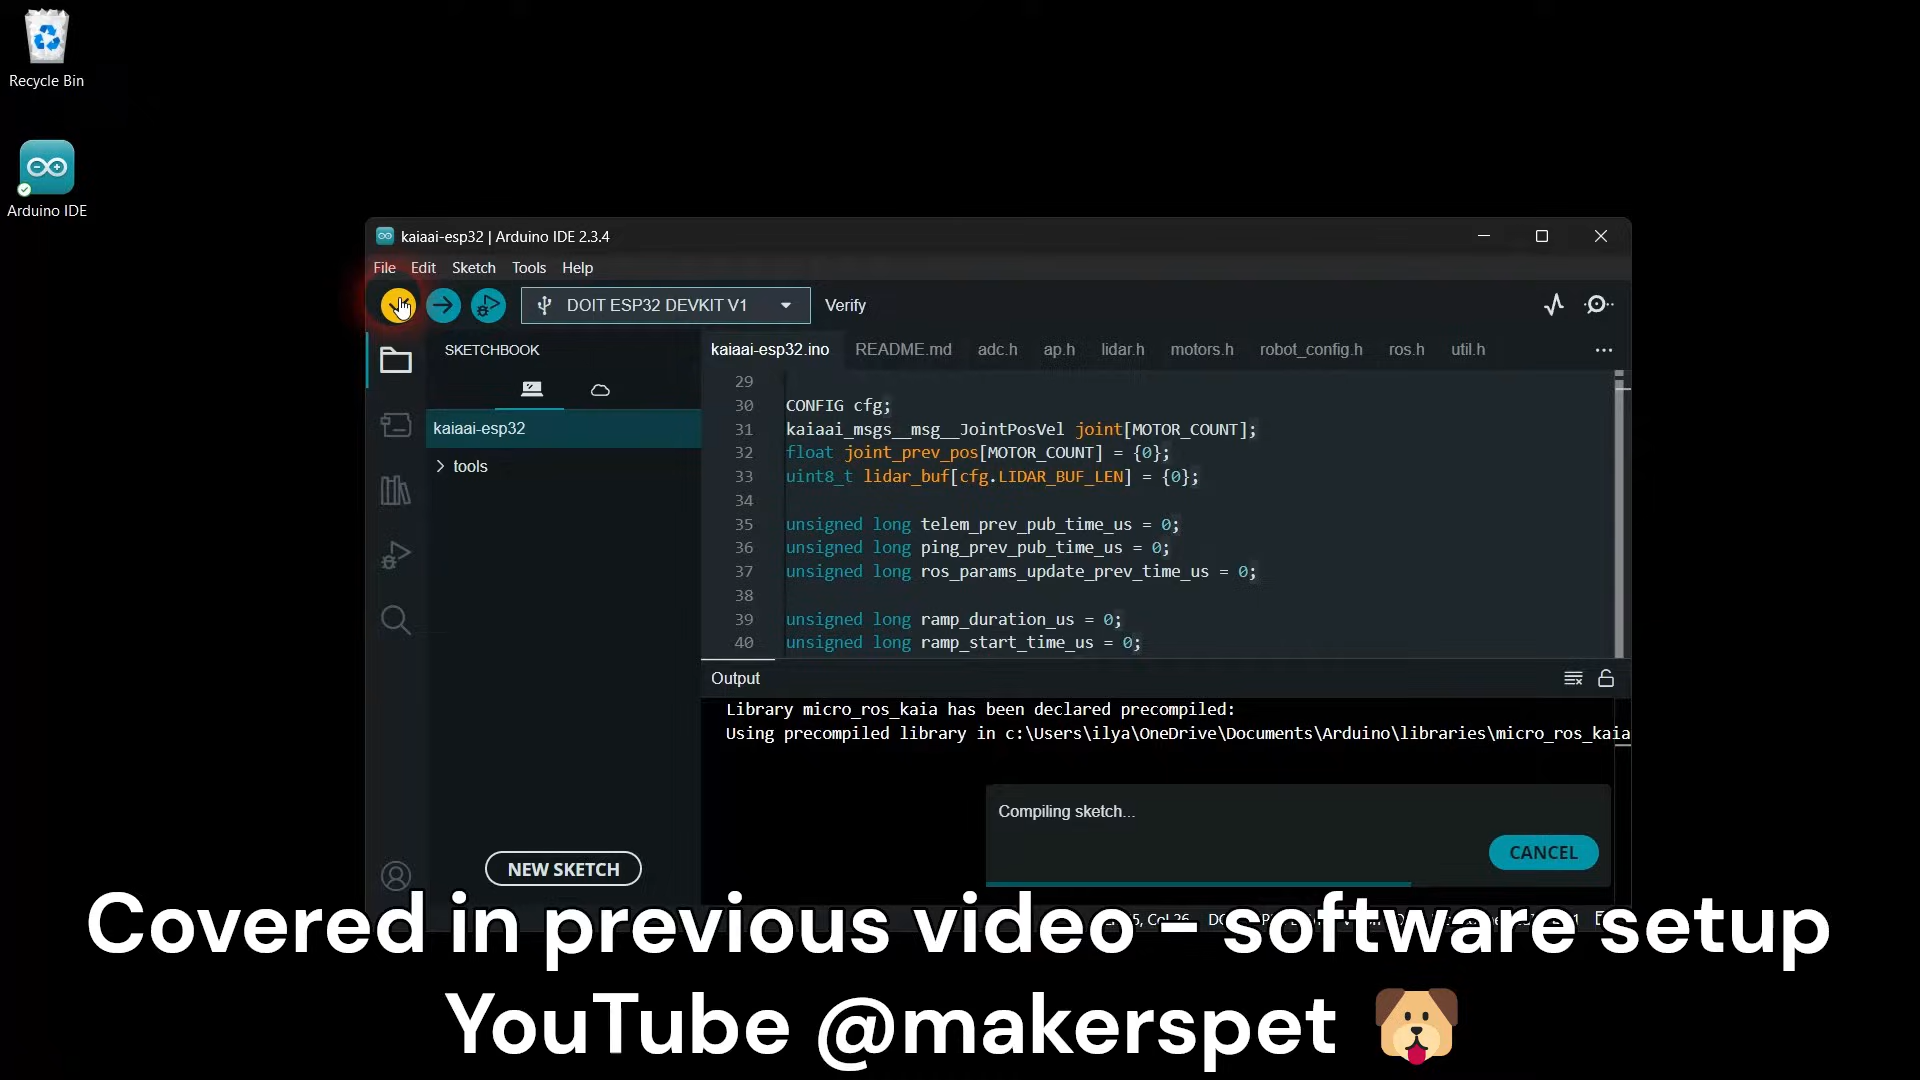 Recycle Bin
Arduino IDE
kaiaai-esp32 | Arduino IDE 2.3.4
File Edit Sketch Tools Help
DOIT ESP32 DEVKIT V1
Verify
SKETCHBOOK
kaiaai-esp32
tools
NEW SKETCH
kaiaai-esp32.ino README.md adc.h ap.h lidar.h motors.h robot_config.h ros.h util.h
29
30 CONFIG cfg;
31 kaiaai_msgs__msg__JointPosVel joint[MOTOR_COUNT];
32 float joint_prev_pos[MOTOR_COUNT] = {0};
33 uint8_t lidar_buf[cfg.LIDAR_BUF_LEN] = {0};
34
35 unsigned long telem_prev_pub_time_us = 0;
36 unsigned long ping_prev_pub_time_us = 0;
37 unsigned long ros_params_update_prev_time_us = 0;
38
39 unsigned long ramp_duration_us = 0;
40 unsigned long ramp_start_time_us = 0;
Output
Library micro_ros_kaia has been declared precompiled:
Using precompiled library in c:\Users\ilya\OneDrive\Documents\Arduino\libraries\micro_ros_kaia
Compiling sketch...
CANCEL
Covered in previous video – software setup
YouTube @makerspet